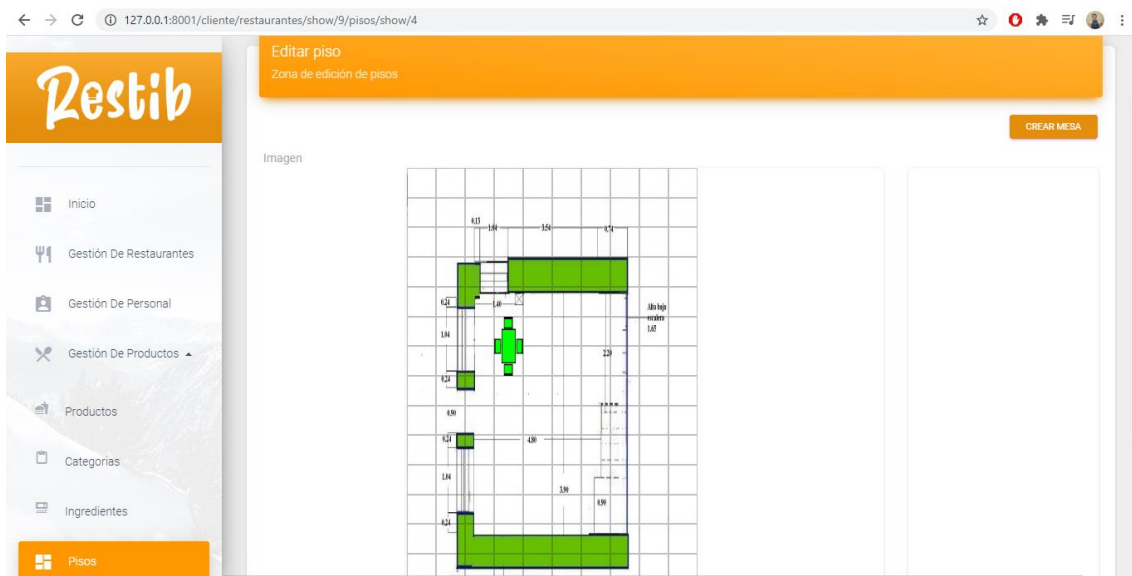 127.0.0.1:8001/cliente/restaurantes/show/9/pisos/show/4
Restib
Inicio
Gestión De Restaurantes
Gestión De Personal
Gestión De Productos
Productos
Categorías
Ingredientes
Pisos
Editar piso
Zona de edición de pisos
CREAR MESA
Imagen
0.13
1.04
3.54
0.74
0.24
1.40
Alto bajo
escalera
1.65
1.04
2.20
0.24
0.90
0.24
4.80
1.04
3.90
0.90
0.24